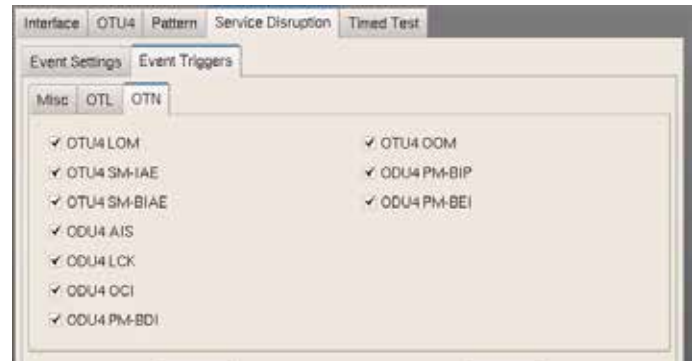 Interface OTU4 Pattern Service Disruption Timed Test
Event Settings Event Triggers
Misc OTL OTN
OTU4 LOM
OTU4 OOM
OTU4 SM-IAE
ODU4 PM-BIP
OTU4 SM-BIAE
ODU4 PM-BEI
ODU4 AIS
ODU4 LCK
ODU4 OCI
ODU4 PM-BDI